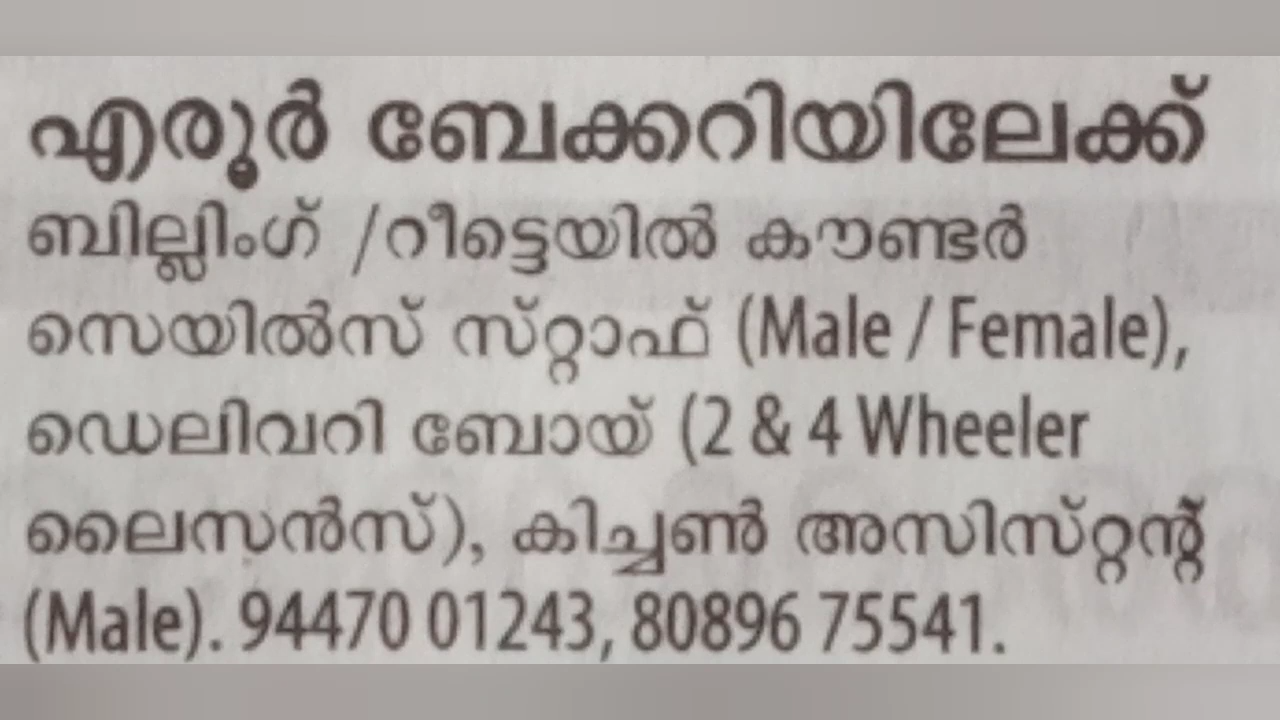 എരൂർ ബേക്കറിയിലേക്ക്
ബില്ലിംഗ് /റീട്ടെയിൽ കൗണ്ടർ
സെയിൽസ് സ്റ്റാഫ് (Male / Female),
ഡെലിവറി ബോയ് (2 & 4 Wheeler
ലൈസൻസ്), കിച്ചൺ അസിസ്റ്റന്റ്
(Male). 94470 01243, 80896 75541.